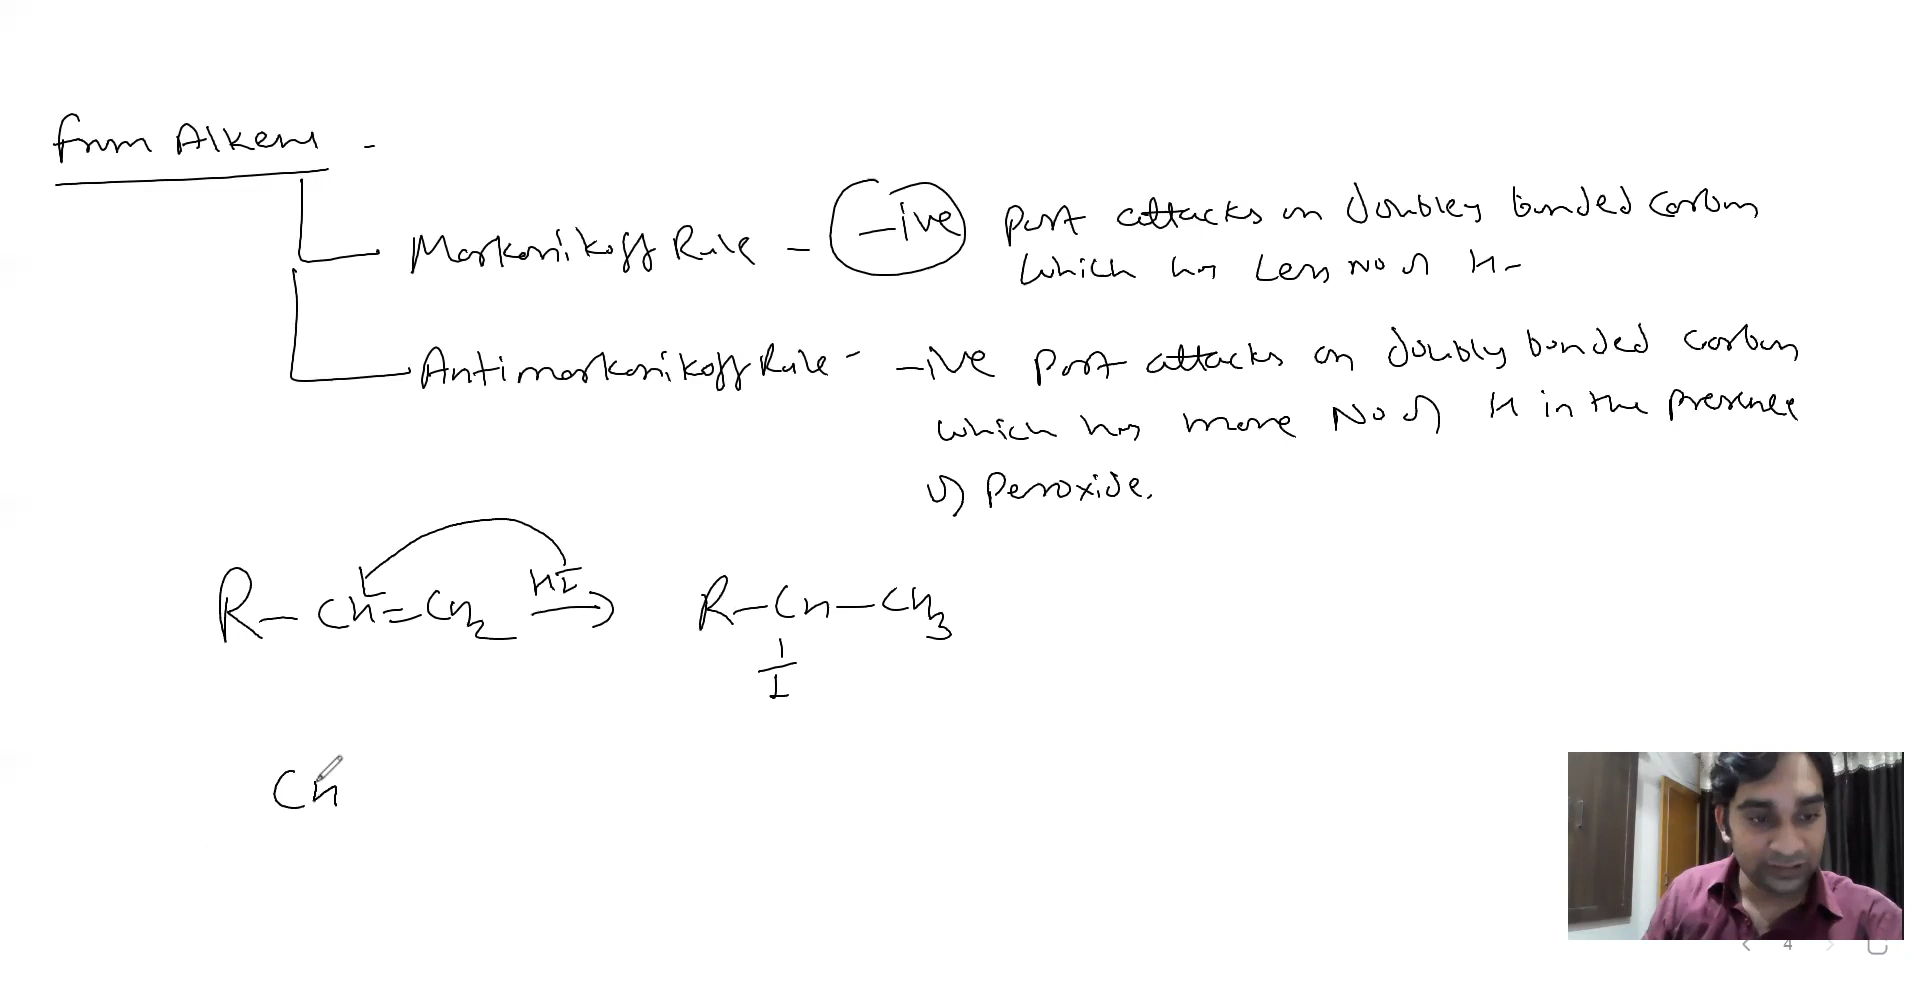 from Alkene -
Markonikoff Rule - -ive part attacks on doubley bonded carbon
which has Less No of H-
Antimarkonikoff Rule - -ive part attacks on doubly bonded carbon
which has more No of H in the presence
of Peroxide.
R-CH=CH2 HI → R-CH-CH3
I
CH
4